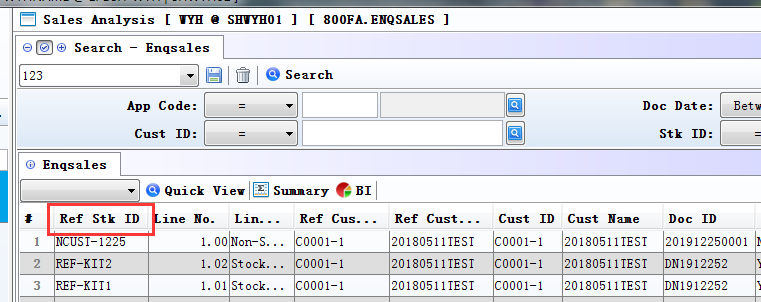 Sales Analysis [ WYH @ SHWYH01 ] [ 800FA.ENQSALES ]
Search - Enqsales
123 Search
App Code: = Doc Date: Betw
Cust ID: = Stk ID: =
Enqsales
Quick View Summary BI
# Ref Stk ID Line No. Lin... Ref Cus... Ref Cust... Cust ID Cust Name Doc ID
1 NCUST-1225 1.00 Non-S... C0001-1 20180511TEST C0001-1 20180511TEST 201912250001 N
2 REF-KIT2 1.02 Stock... C0001-1 20180511TEST C0001-1 20180511TEST DN1912252 Y
3 REF-KIT1 1.01 Stock... C0001-1 20180511TEST C0001-1 20180511TEST DN1912252 Y